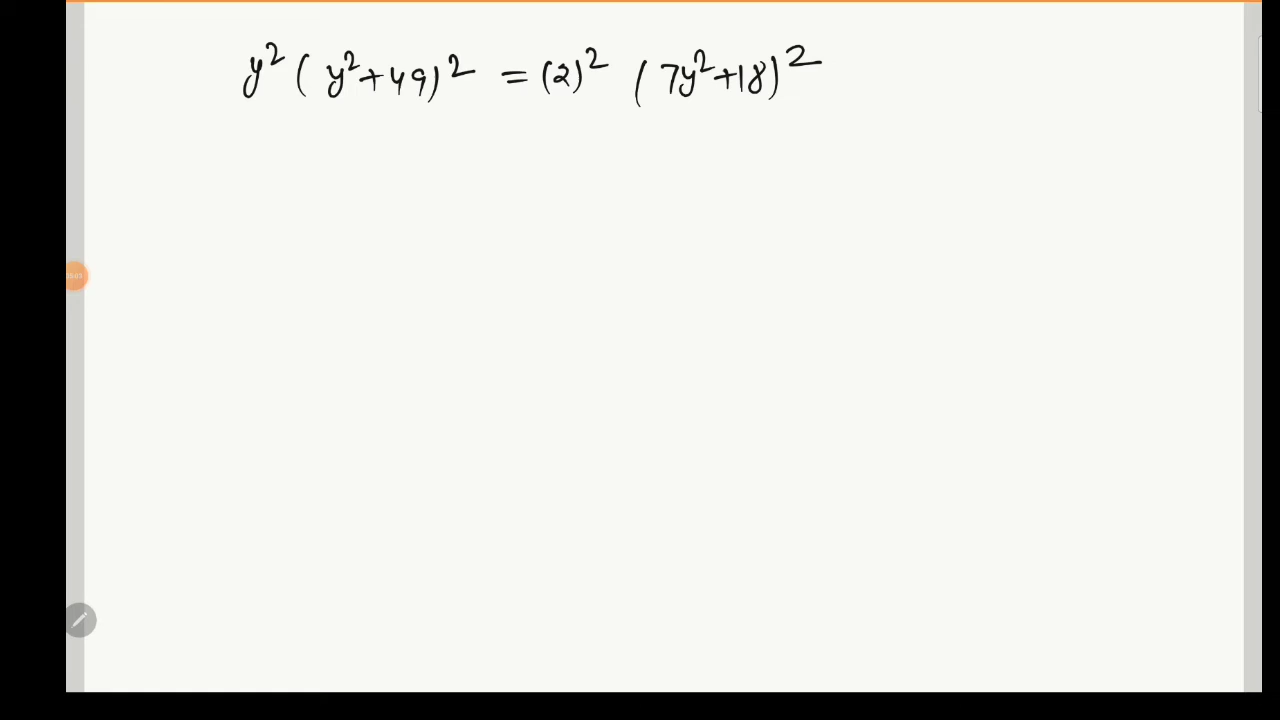 y² ( y²+49)² = (2)² ( 7y²+18)²